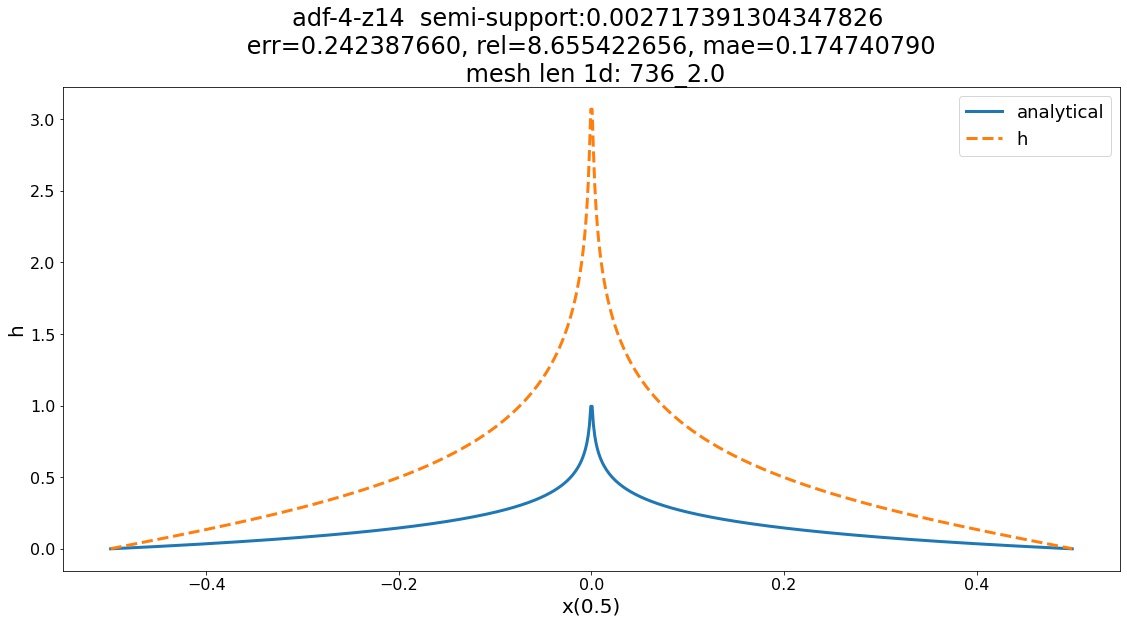 adf-4-z14 semi-support:0.002717391304347826
err=0.242387660, rel=8.655422656, mae=0.174740790
mesh len 1d: 736_2.0
analytical
h
3.0
2.5
2.0
1.5
1.0
0.5
0.0
h
−0.4
−0.2
0.0
0.2
0.4
x(0.5)